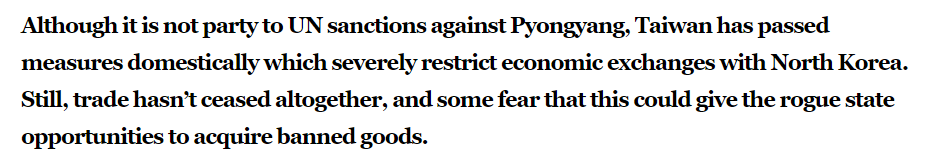 Although it is not party to UN sanctions against Pyongyang, Taiwan has passed
measures domestically which severely restrict economic exchanges with North Korea.
Still, trade hasn’t ceased altogether, and some fear that this could give the rogue state
opportunities to acquire banned goods.